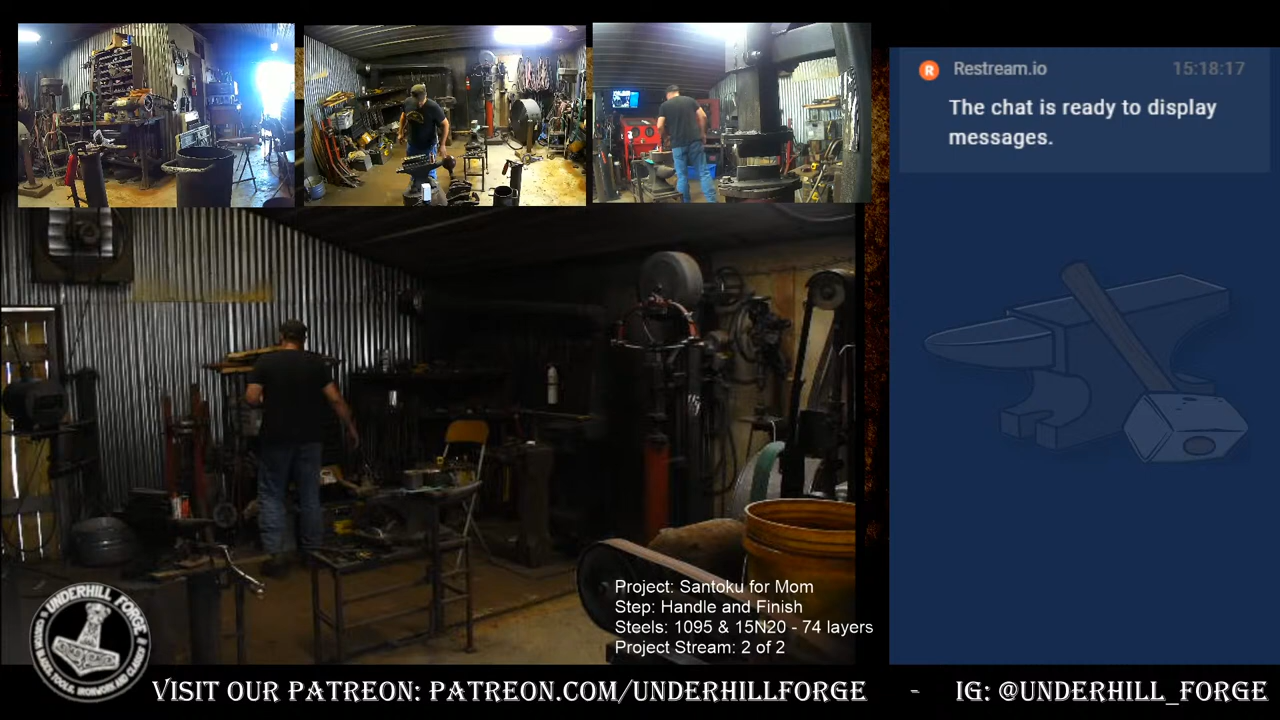 Restream.io 15:18:17
The chat is ready to display
messages.
Project: Santoku for Mom
Step: Handle and Finish
Steels: 1095 & 15N20 - 74 layers
Project Stream: 2 of 2
UNDERHILL FORGE
VISIT OUR PATREON: PATREON.COM/UNDERHILLFORGE - IG: @UNDERHILL_FORGE